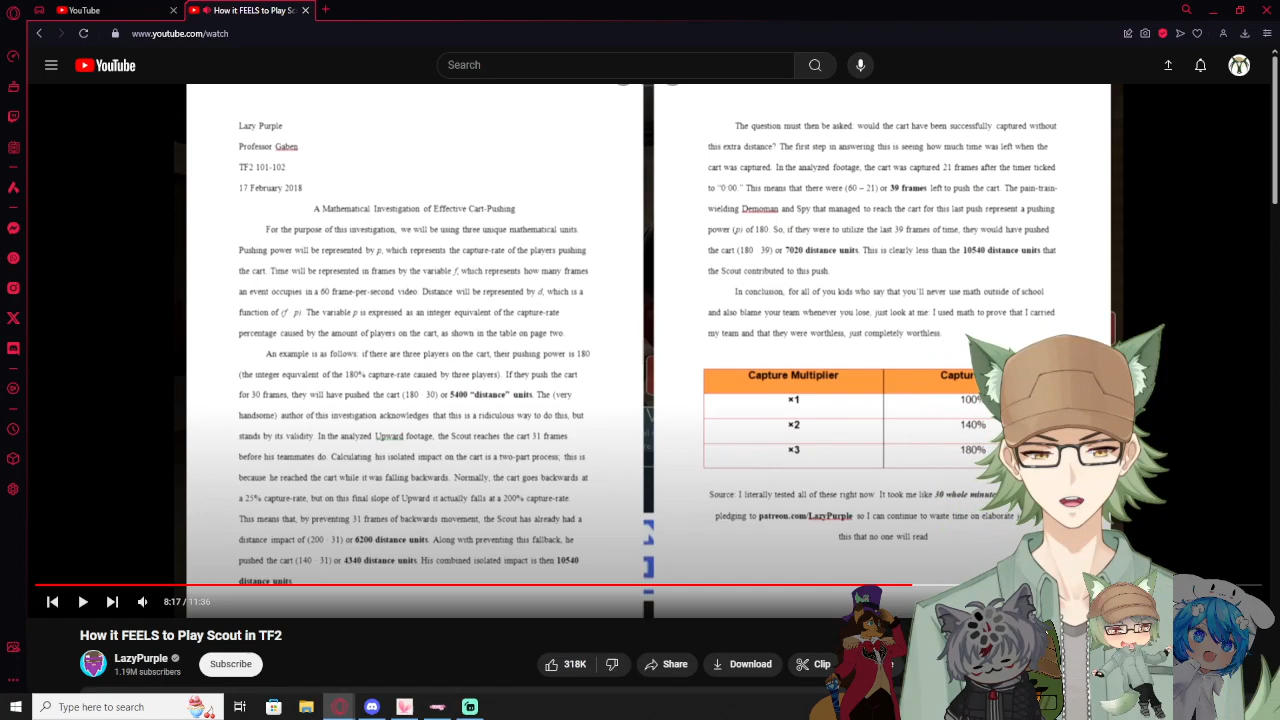 YouTube
How it FEELS to Play Sc
www.youtube.com/watch
YouTube
Search
Lazy Purple
Professor Gaben
TF2 101-102
17 February 2018
A Mathematical Investigation of Effective Cart-Pushing
For the purpose of this investigation, we will be using three unique mathematical units.
Pushing power will be represented by p, which represents the capture-rate of the players pushing
the cart. Time will be represented in frames by the variable f, which represents how many frames
an event occupies in a 60 frame-per-second video. Distance will be represented by d, which is a
function of (f p). The variable p is expressed as an integer equivalent of the capture-rate
percentage caused by the amount of players on the cart, as shown in the table on page two.
An example is as follows: if there are three players on the cart, their pushing power is 180
(the integer equivalent of the 180% capture-rate caused by three players). If they push the cart
for 30 frames, they will have pushed the cart (180 30) or 5400 “distance” units. The (very
handsome) author of this investigation acknowledges that this is a ridiculous way to do this, but
stands by its validity. In the analyzed Upward footage, the Scout reaches the cart 31 frames
before his teammates do. Calculating his isolated impact on the cart is a two-part process; this is
because he reached the cart while it was falling backwards. Normally, the cart goes backwards at
a 25% capture-rate, but on this final slope of Upward it actually falls at a 200% capture-rate.
This means that, by preventing 31 frames of backwards movement, the Scout has already had a
distance impact of (200 31) or 6200 distance units. Along with preventing this fallback, he
pushed the cart (140 31) or 4340 distance units. His combined isolated impact is then 10540
distance units
The question must then be asked: would the cart have been successfully captured without
this extra distance? The first step in answering this is seeing how much time was left when the
cart was captured. In the analyzed footage, the cart was captured 21 frames after the timer ticked
to “0:00.” This means that there were (60 – 21) or 39 frames left to push the cart. The pain-train-
wielding Demoman and Spy that managed to reach the cart for this last push represent a pushing
power (p) of 180. So, if they were to utilize the last 39 frames of time, they would have pushed
the cart (180 39) or 7020 distance units. This is clearly less than the 10540 distance units that
the Scout contributed to this push.
In conclusion, for all of you kids who say that you’ll never use math outside of school
and also blame your team whenever you lose, just look at me: I used math to prove that I carried
my team and that they were worthless, just completely worthless.
Capture Multiplier Captur
×1 100%
×2 140%
×3 180%
Source: I literally tested all of these right now. It took me like 30 whole minute
pledging to patreon.com/LazyPurple so I can continue to waste time on elaborate
this that no one will read
8:17 / 11:36
How it FEELS to Play Scout in TF2
LazyPurple
1.19M subscribers
Subscribe
318K
Share
Download
Clip
Type here to search